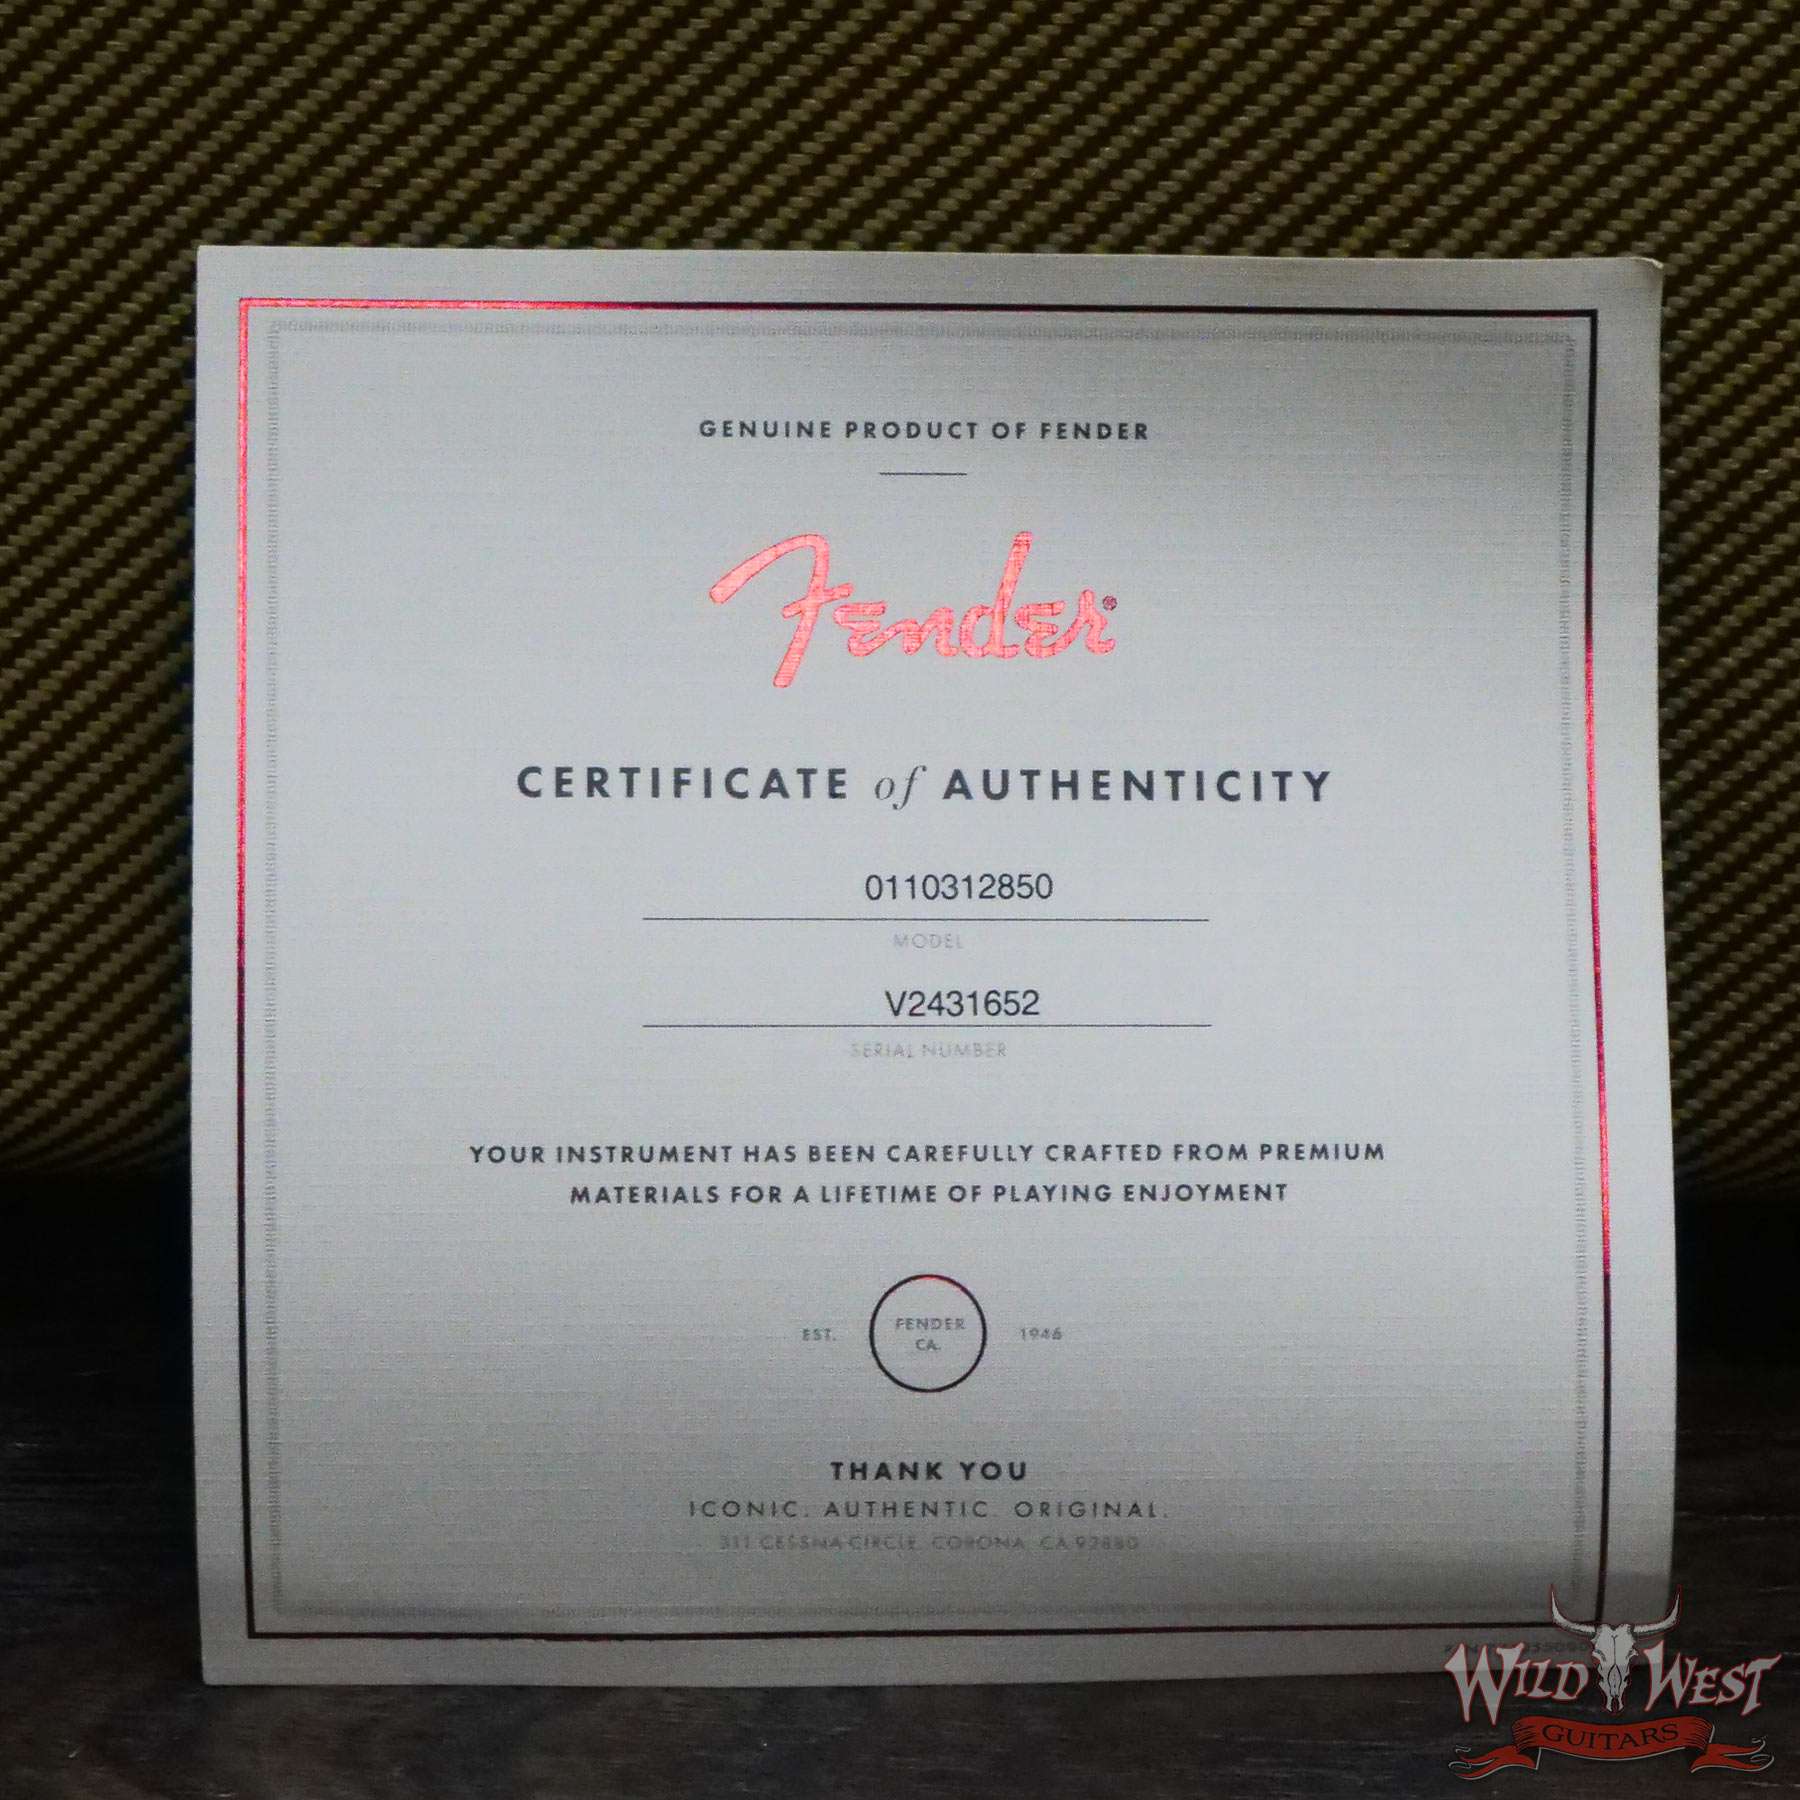 GENUINE PRODUCT OF FENDER
Fender®
CERTIFICATE of AUTHENTICITY
0110312850
MODEL
V2431652
SERIAL NUMBER
YOUR INSTRUMENT HAS BEEN CAREFULLY CRAFTED FROM PREMIUM
MATERIALS FOR A LIFETIME OF PLAYING ENJOYMENT
EST. FENDER CA. 1946
THANK YOU
ICONIC. AUTHENTIC. ORIGINAL.
311 CESSNA CIRCLE, CORONA, CA 92880
WILD WEST
GUITARS